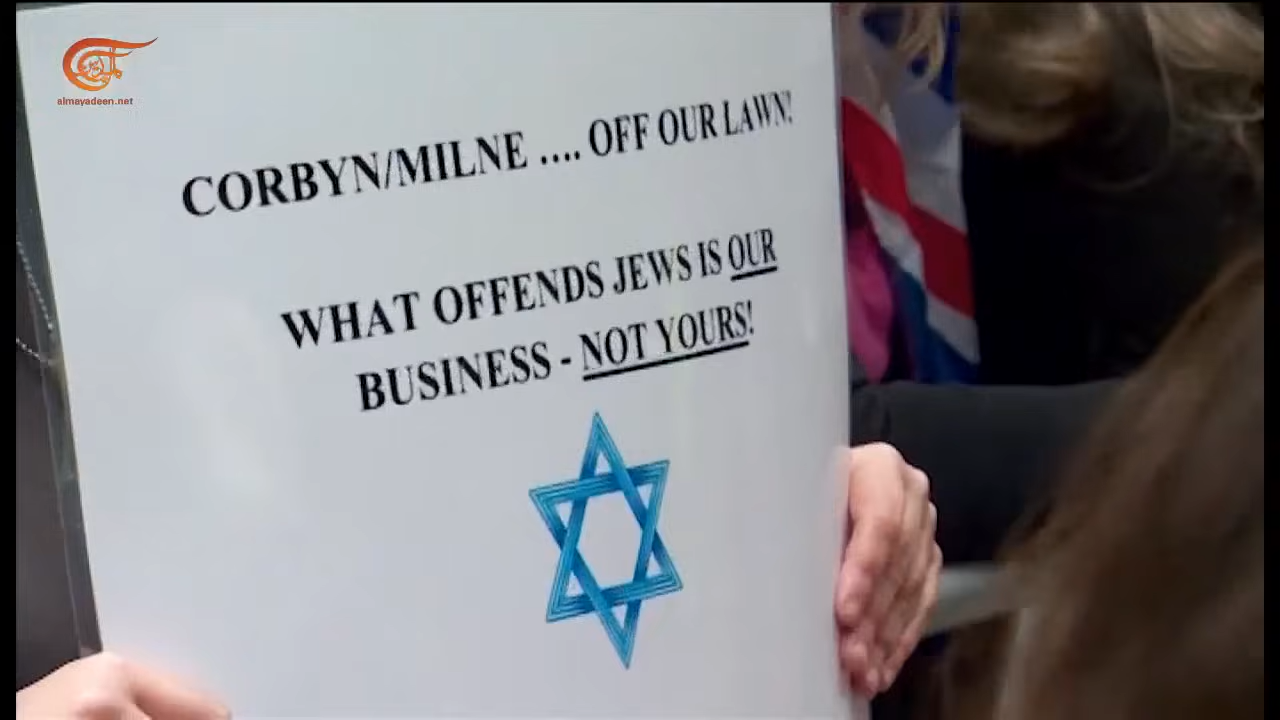 almayadeen.net
CORBYN/MILNE .... OFF OUR LAWN!
WHAT OFFENDS JEWS IS OUR
BUSINESS - NOT YOURS!